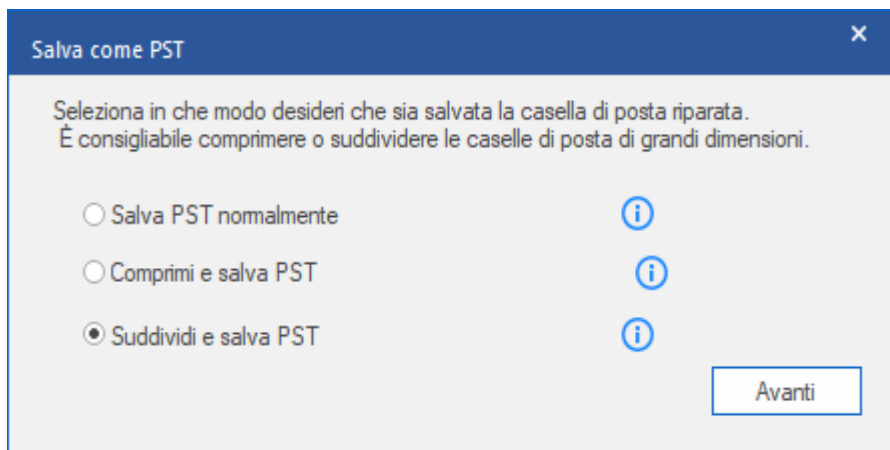 Salva come PST
Seleziona in che modo desideri che sia salvata la casella di posta riparata.
È consigliabile comprimere o suddividere le caselle di posta di grandi dimensioni.
Salva PST normalmente
Comprimi e salva PST
Suddividi e salva PST
Avanti